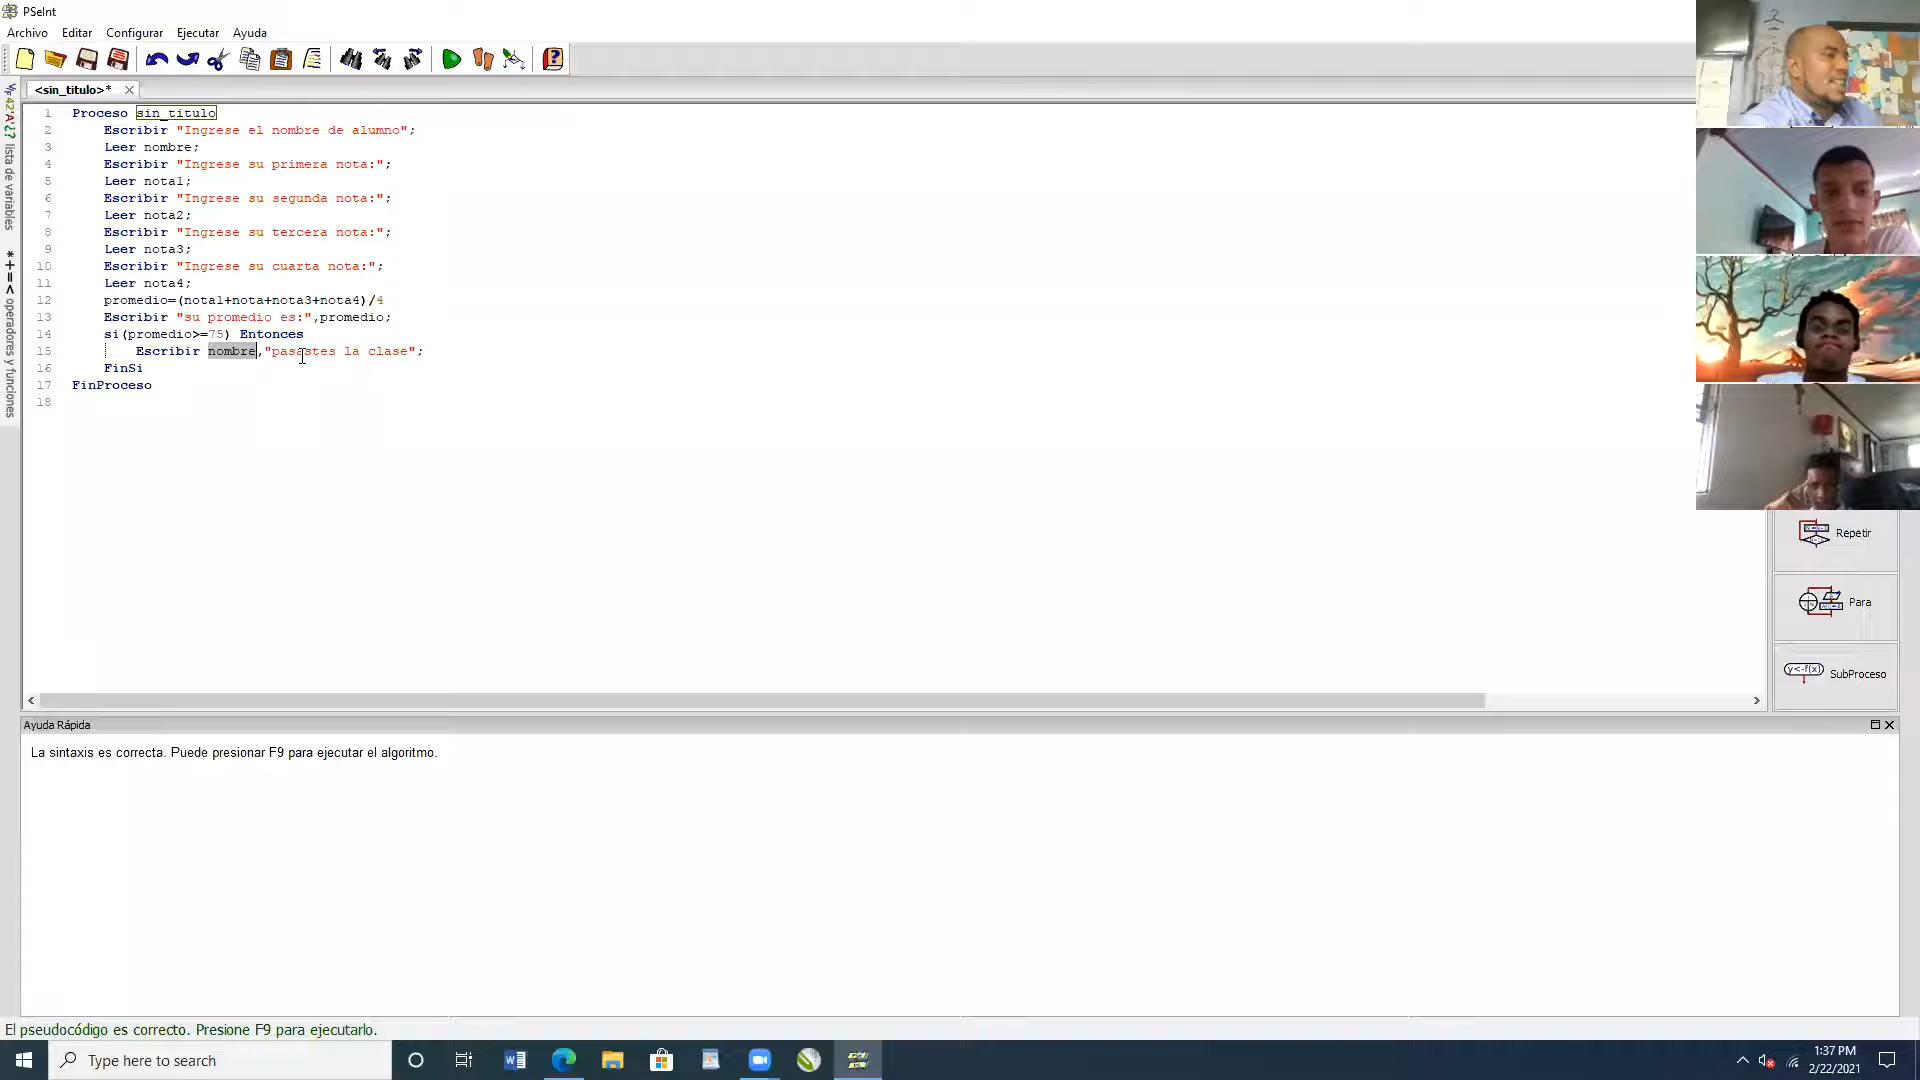 PSeInt
Archivo Editar Configurar Ejecutar Ayuda
<sin_titulo>*
1 Proceso sin_titulo
2 Escribir "Ingrese el nombre de alumno";
3 Leer nombre;
4 Escribir "Ingrese su primera nota:";
5 Leer nota1;
6 Escribir "Ingrese su segunda nota:";
7 Leer nota2;
8 Escribir "Ingrese su tercera nota:";
9 Leer nota3;
10 Escribir "Ingrese su cuarta nota:";
11 Leer nota4;
12 promedio=(nota1+nota+nota3+nota4)/4
13 Escribir "su promedio es:",promedio;
14 si(promedio>=75) Entonces
15 Escribir nombre,"pasastes la clase";
16 FinSi
17 FinProceso
18
lista de variables
*+=< operadores y funciones
Repetir
Para
y<-f(x) SubProceso
Ayuda Rápida
La sintaxis es correcta. Puede presionar F9 para ejecutar el algoritmo.
El pseudocódigo es correcto. Presione F9 para ejecutarlo.
Type here to search
1:37 PM
2/22/2021